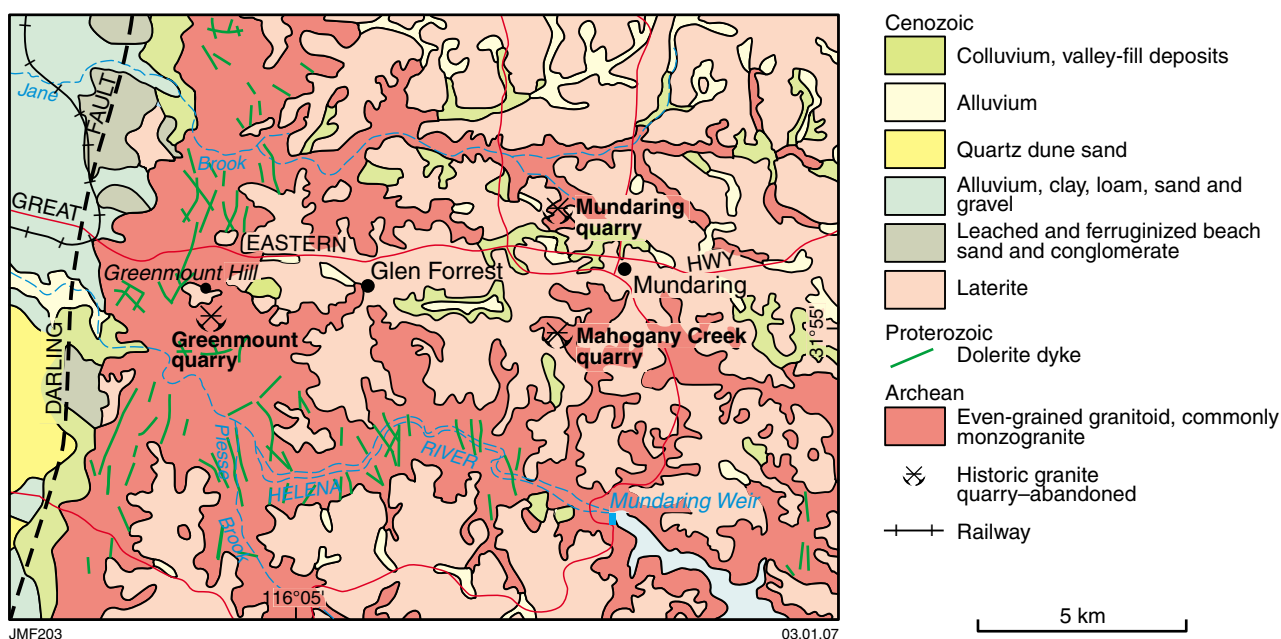 Jane
FAULT
Brook
GREAT
EASTERN
HWY
Mundaring
quarry
Greenmount Hill
Glen Forrest
Mundaring
Greenmount
quarry
Mahogany Creek
quarry
31°55'
DARLING
Piesse
Brook
HELENA
RIVER
Mundaring Weir
116°05'
JMF203
03.01.07
Cenozoic
Colluvium, valley-fill deposits
Alluvium
Quartz dune sand
Alluvium, clay, loam, sand and
gravel
Leached and ferruginized beach
sand and conglomerate
Laterite
Proterozoic
Dolerite dyke
Archean
Even-grained granitoid, commonly
monzogranite
Historic granite
quarry–abandoned
Railway
5 km